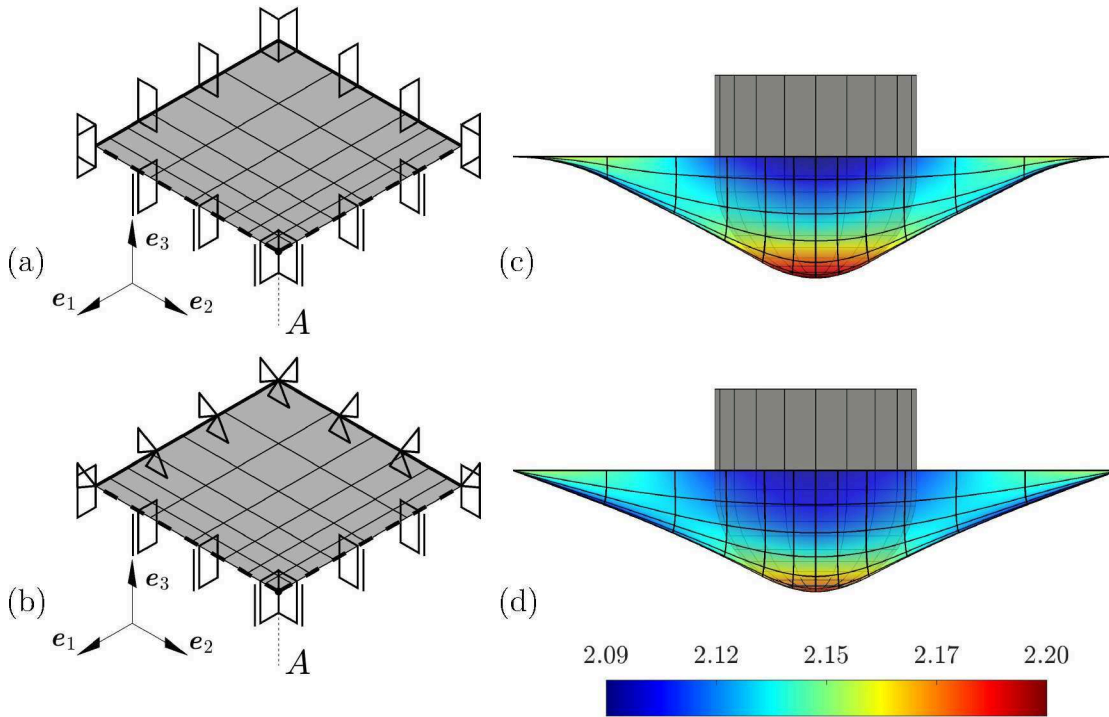 (a)
e₃
e₁
e₂
A
(c)
(b)
e₃
e₁
e₂
A
(d)
2.09 2.12 2.15 2.17 2.20